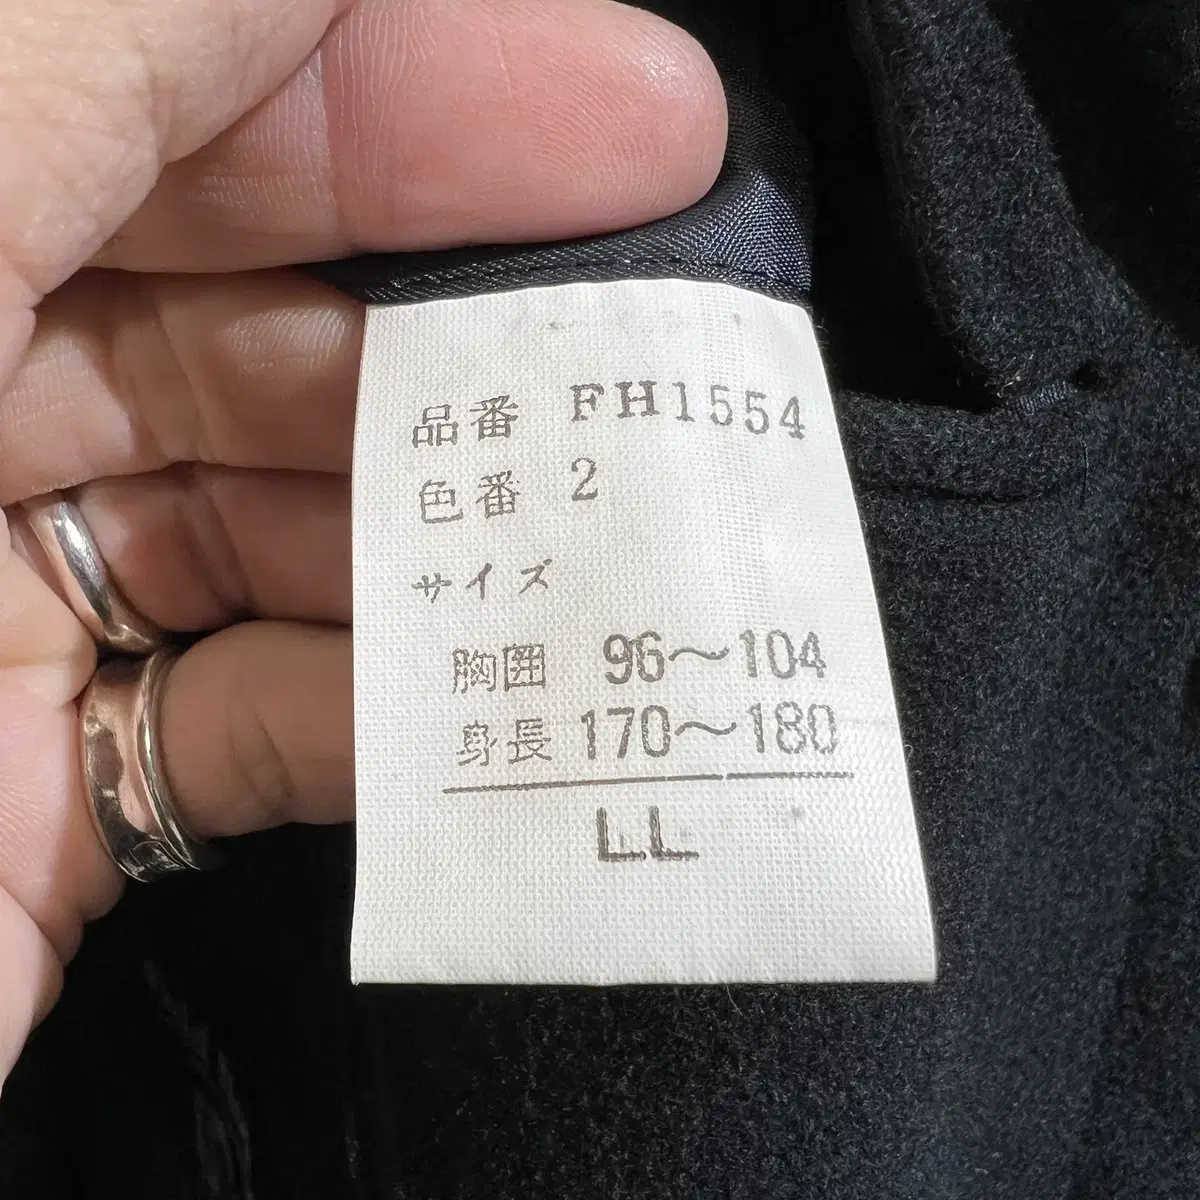 品番 FH1554
色番 2
サイズ
胸囲 96～104
身長 170～180
LL